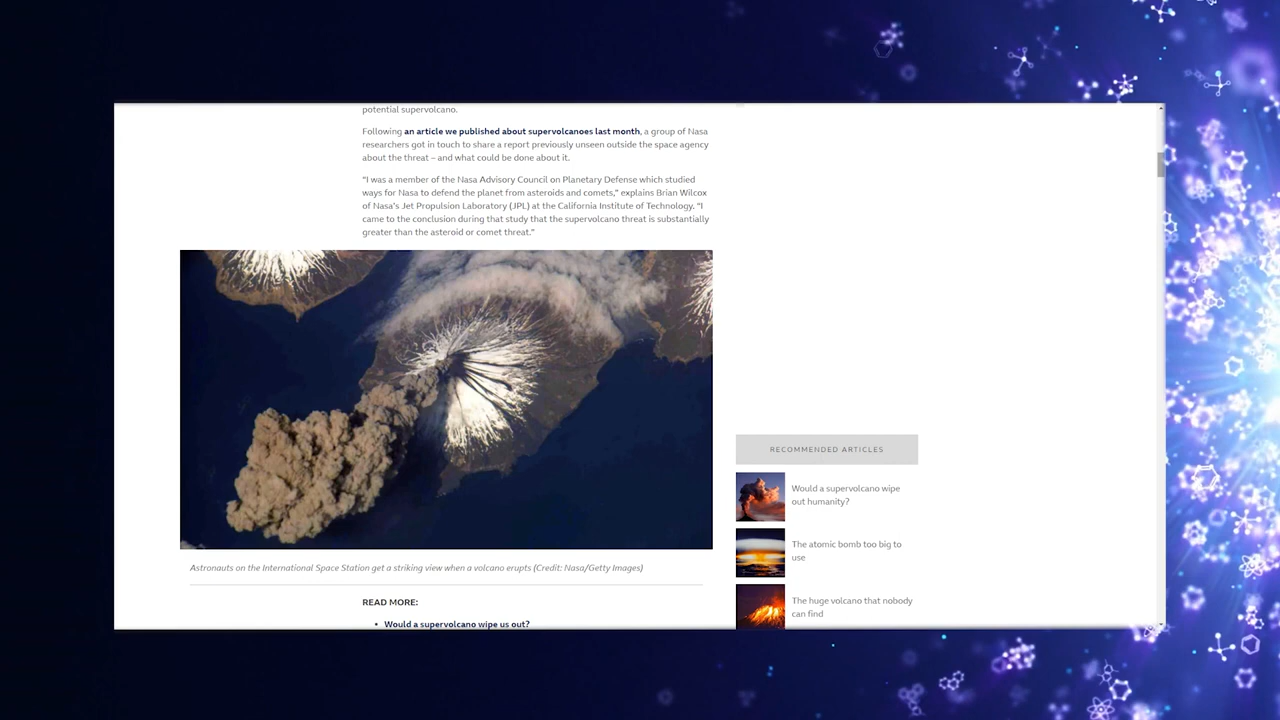 potential supervolcano.
Following an article we published about supervolcanoes last month, a group of Nasa
researchers got in touch to share a report previously unseen outside the space agency
about the threat – and what could be done about it.
"I was a member of the Nasa Advisory Council on Planetary Defense which studied
ways for Nasa to defend the planet from asteroids and comets," explains Brian Wilcox
of Nasa's Jet Propulsion Laboratory (JPL) at the California Institute of Technology. "I
came to the conclusion during that study that the supervolcano threat is substantially
greater than the asteroid or comet threat."
Astronauts on the International Space Station get a striking view when a volcano erupts (Credit: Nasa/Getty Images)
READ MORE:
• Would a supervolcano wipe us out?
RECOMMENDED ARTICLES
Would a supervolcano wipe
out humanity?
The atomic bomb too big to
use
The huge volcano that nobody
can find